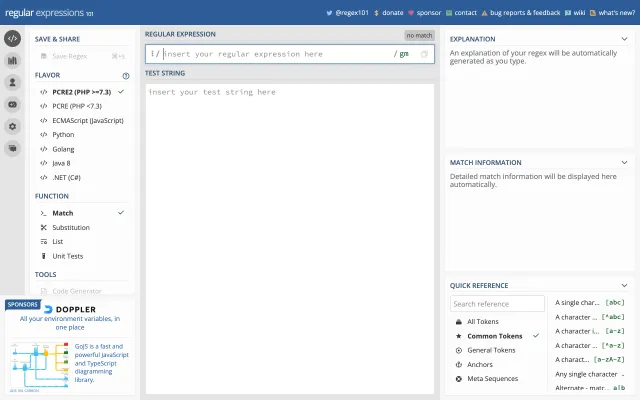 regular expressions 101
@regex101
donate
sponsor
contact
bug reports & feedback
wiki
what's new?
SAVE & SHARE
Save Regex
⌘+s
FLAVOR
PCRE2 (PHP >=7.3)
PCRE (PHP <7.3)
ECMAScript (JavaScript)
Python
Golang
Java 8
.NET (C#)
FUNCTION
Match
Substitution
List
Unit Tests
TOOLS
Code Generator
SPONSORS
DOPPLER
All your environment variables, in
one place
GoJS is a fast and
powerful JavaScript
and TypeScript
diagramming
library.
REGULAR EXPRESSION
no match
/ insert your regular expression here / gm
TEST STRING
insert your test string here
EXPLANATION
An explanation of your regex will be automatically
generated as you type.
MATCH INFORMATION
Detailed match information will be displayed here
automatically.
QUICK REFERENCE
Search reference
All Tokens
Common Tokens
General Tokens
Anchors
Meta Sequences
A single char... [abc]
A character ... [^abc]
A character i... [a-z]
A character ... [^a-z]
A charact... [a-zA-Z]
Any single character .
Alternate - matr... a|b